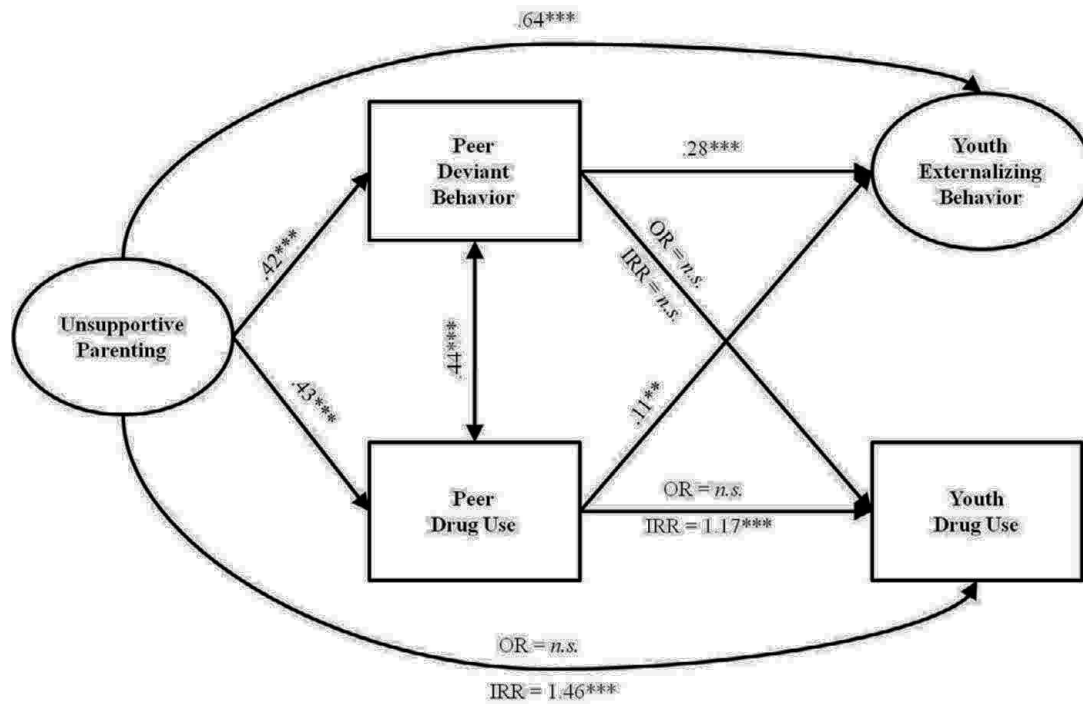 .64***
Peer
Deviant
Behavior
.28***
Youth
Externalizing
Behavior
.42***
OR = n.s.
IRR = n.s.
Unsupportive
Parenting
.44***
.43***
.11**
Peer
Drug Use
OR = n.s.
IRR = 1.17***
Youth
Drug Use
OR = n.s.
IRR = 1.46***